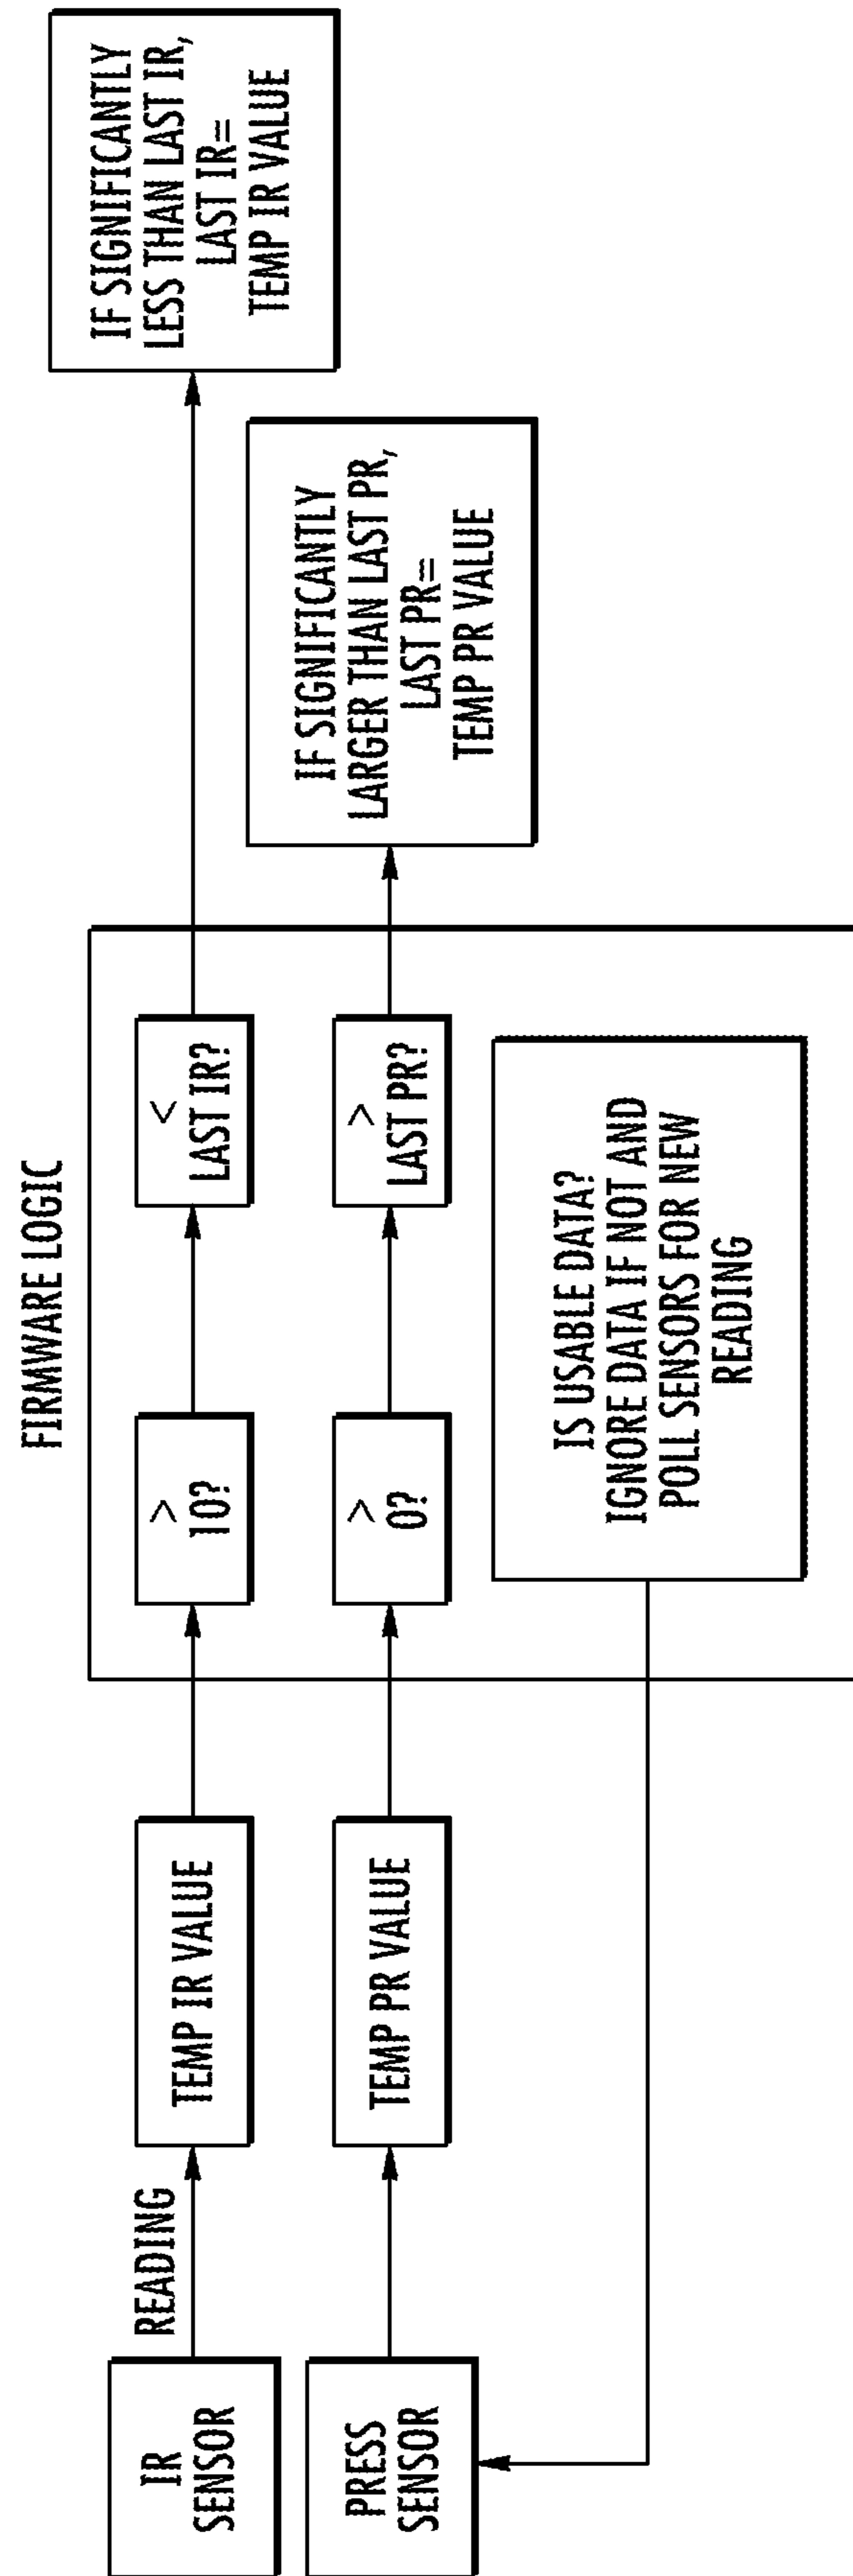 FIRMWARE LOGIC
IR
SENSOR
READING
TEMP IR VALUE
>
10?
<
LAST IR?
IF SIGNIFICANTLY
LESS THAN LAST IR,
LAST IR=
TEMP IR VALUE
PRESS
SENSOR
TEMP PR VALUE
>
0?
>
LAST PR?
IF SIGNIFICANTLY
LARGER THAN LAST PR,
LAST PR=
TEMP PR VALUE
IS USABLE DATA?
IGNORE DATA IF NOT AND
POLL SENSORS FOR NEW
READING